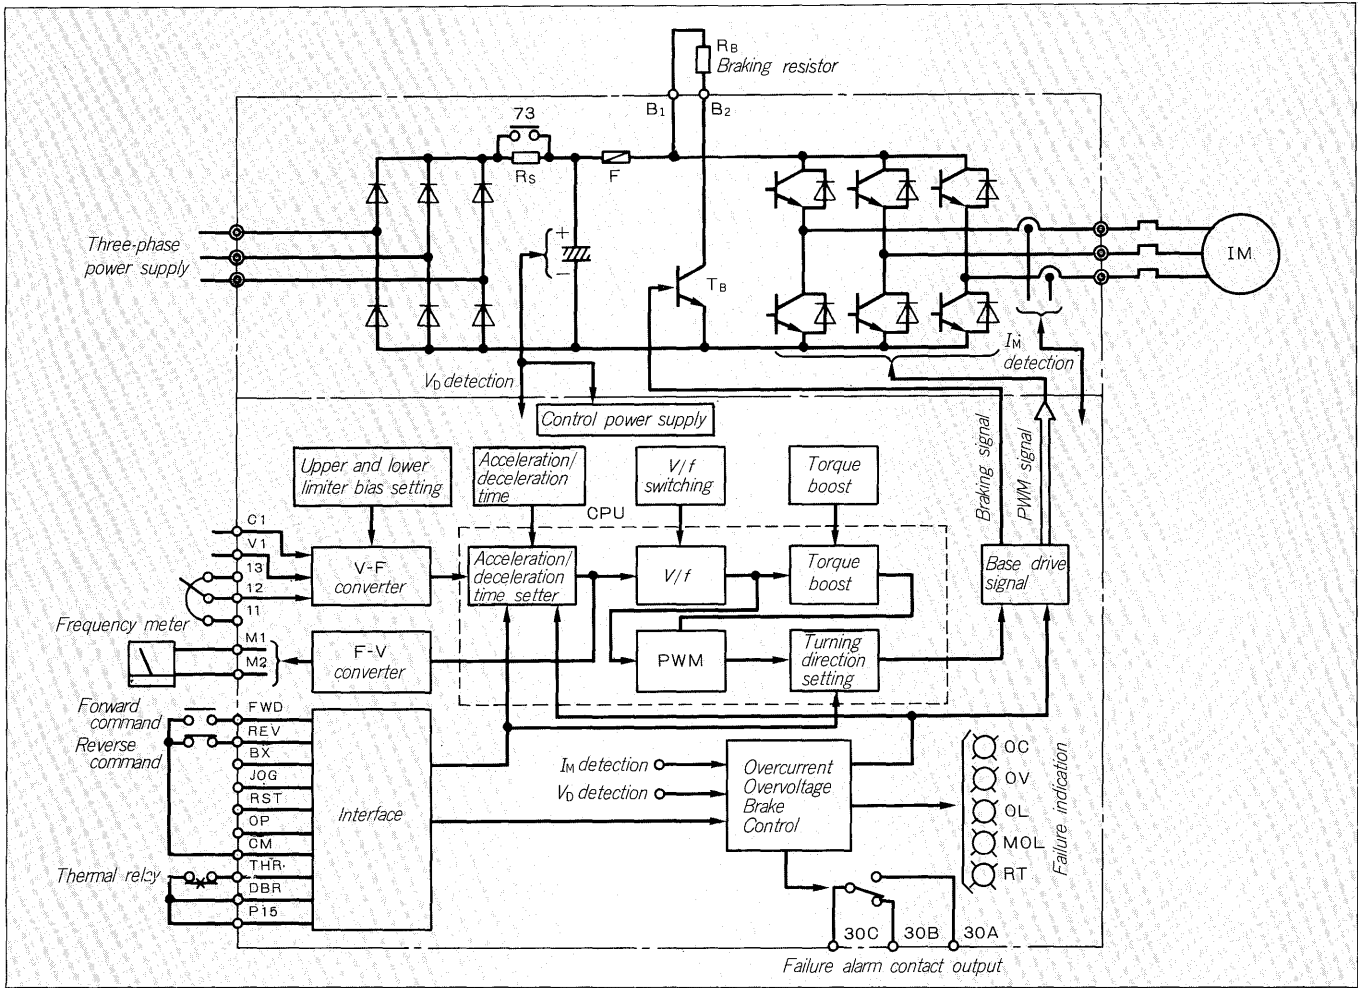 RB
Braking resistor
B1
B2
73
RS
F
Three-phase
power supply
+
−
TB
IM
IM
detection
VD detection
Control power supply
Braking signal
PWM signal
Upper and lower
limiter bias setting
Acceleration/
deceleration
time
V/f
switching
Torque
boost
CPU
C1
V1
13
12
11
V-F
converter
Acceleration/
deceleration
time setter
V/f
Torque
boost
Base drive
signal
Frequency meter
M1
M2
F-V
converter
PWM
Turning
direction
setting
Forward
command
Reverse
command
FWD
REV
BX
JOG
RST
OP
CM
THR
DBR
P15
Thermal relay
Interface
IM detection
VD detection
Overcurrent
Overvoltage
Brake
Control
OC
OV
OL
MOL
RT
Failure indication
30C
30B
30A
Failure alarm contact output